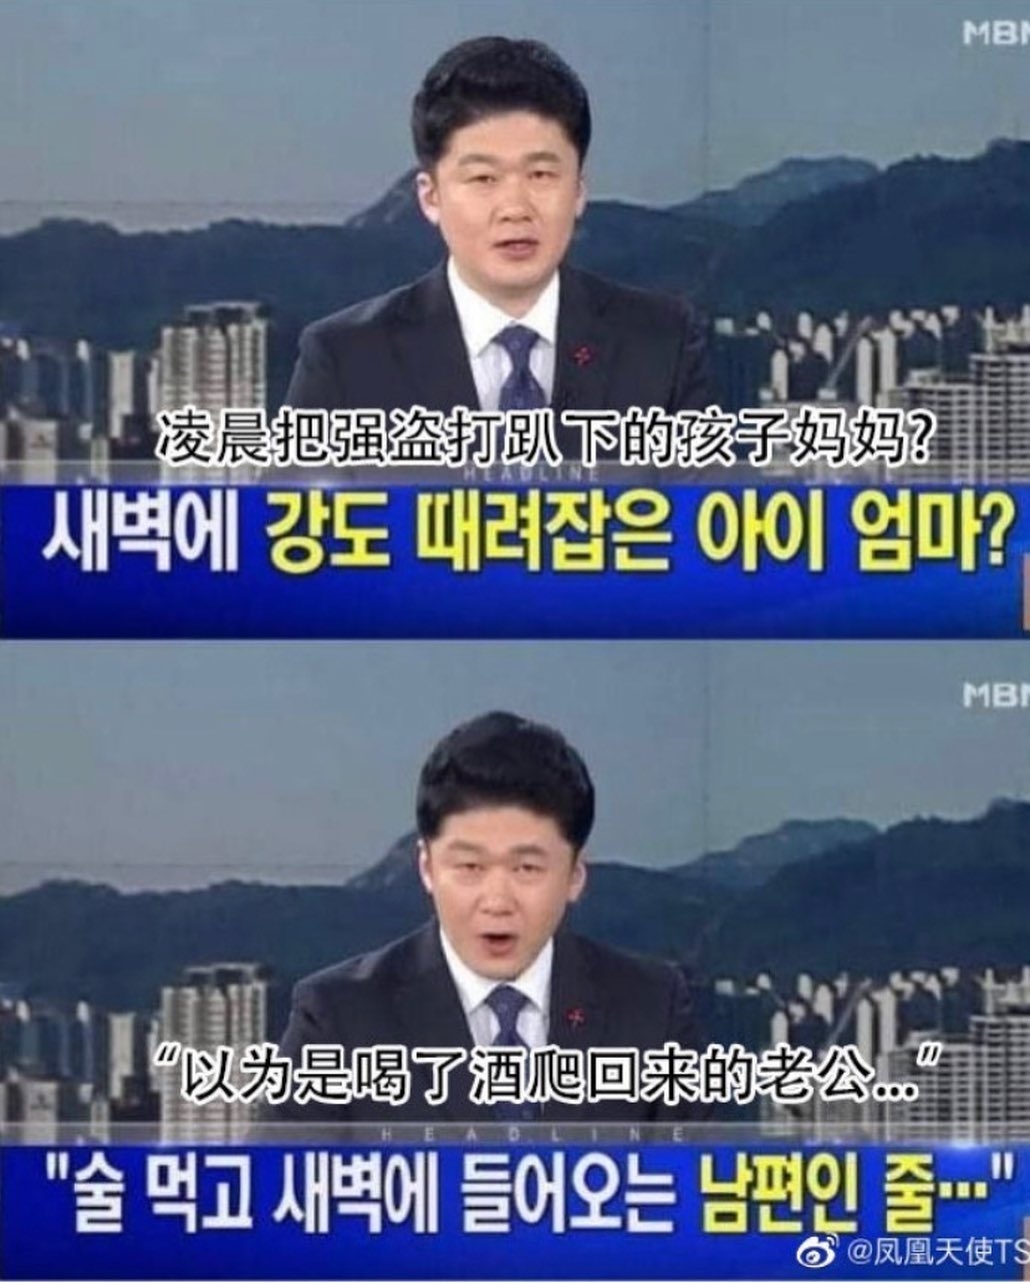 MBN
凌晨把强盗打趴下的孩子妈妈?
HEADLINE
새벽에 강도 때려잡은 아이 엄마?
MBN
“以为是喝了酒爬回来的老公...”
HEADLINE
"술 먹고 새벽에 들어오는 남편인 줄…"
@凤凰天使TS